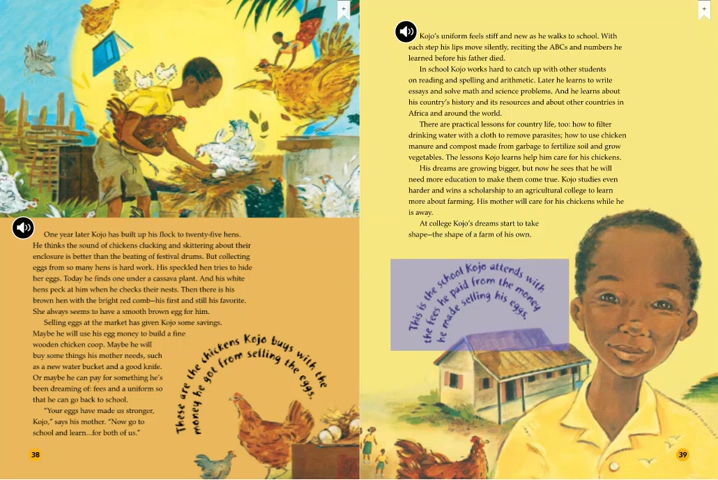 One year later Kojo has built up his flock to twenty-five hens.
He thinks the sound of chickens clucking and skittering about their
enclosure is better than the beating of festival drums. But collecting
eggs from so many hens is hard work. His speckled hen tries to hide
her eggs. Today he finds one under a cassava plant. And his white
hens peck at him when he checks their nests. Then there is his
brown hen with the bright red comb—his first and still his favorite.
She always seems to have a smooth brown egg for him.
Selling eggs at the market has given Kojo some savings.
Maybe he will use his egg money to build a fine
wooden chicken coop. Maybe he will
buy some things his mother needs, such
as a new water bucket and a good knife.
Or maybe he can pay for something he's
been dreaming of: fees and a uniform so
that he can go back to school.
"Your eggs have made us stronger,
Kojo," says his mother. "Now go to
school and learn...for both of us."
These are the chickens Kojo buys with the
money he got from selling the eggs.
38
Kojo's uniform feels stiff and new as he walks to school. With
each step his lips move silently, reciting the ABCs and numbers he
learned before his father died.
In school Kojo works hard to catch up with other students
on reading and spelling and arithmetic. Later he learns to write
essays and solve math and science problems. And he learns about
his country's history and its resources and about other countries in
Africa and around the world.
There are practical lessons for country life, too: how to filter
drinking water with a cloth to remove parasites; how to use chicken
manure and compost made from garbage to fertilize soil and grow
vegetables. The lessons Kojo learns help him care for his chickens.
His dreams are growing bigger, but now he sees that he will
need more education to make them come true. Kojo studies even
harder and wins a scholarship to an agricultural college to learn
more about farming. His mother will care for his chickens while he
is away.
At college Kojo's dreams start to take
shape—the shape of a farm of his own.
This is the school Kojo attends with
the fees he paid from the money
he made selling his eggs.
39